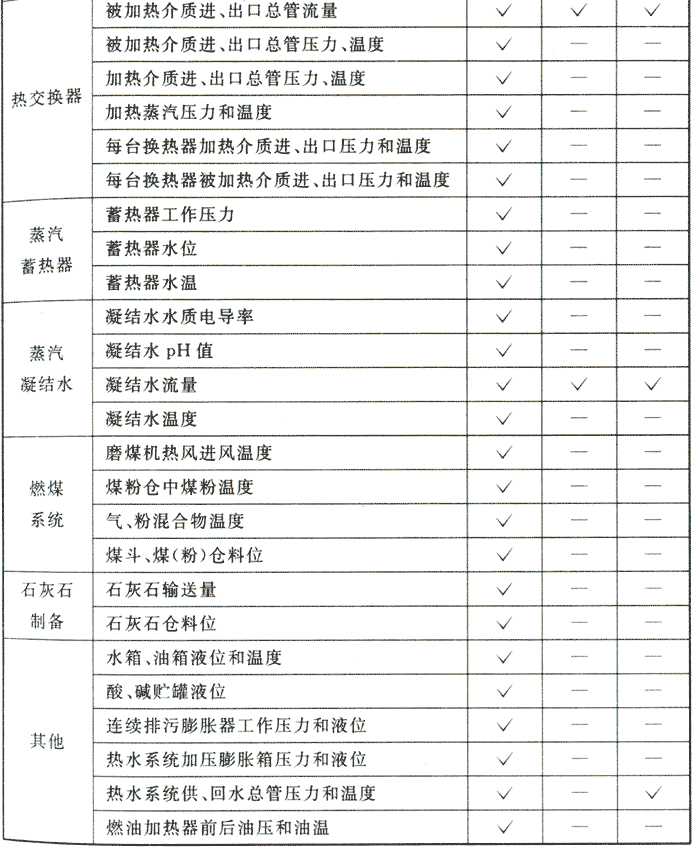 热交换器
被加热介质进、出口总管流量 ✓ ✓ ✓
被加热介质进、出口总管压力、温度 ✓ — —
加热介质进、出口总管压力、温度 ✓ — —
加热蒸汽压力和温度 ✓ — —
每台换热器加热介质进、出口压力和温度 ✓ — —
每台换热器被加热介质进、出口压力和温度 ✓ — —
蒸汽
蓄热器
蓄热器工作压力 ✓ — —
蓄热器水位 ✓ — —
蓄热器水温 ✓ — —
蒸汽
凝结水
凝结水水质电导率 ✓ — —
凝结水 pH 值 ✓ — —
凝结水流量 ✓ ✓ ✓
凝结水温度 ✓ — —
燃煤
系统
磨煤机热风进风温度 ✓ — —
煤粉仓中煤粉温度 ✓ — —
气、粉混合物温度 ✓ — —
煤斗、煤(粉)仓料位 ✓ — —
石灰石
制备
石灰石输送量 ✓ — —
石灰石仓料位 ✓ — —
其他
水箱、油箱液位和温度 ✓ — —
酸、碱贮罐液位 ✓ — —
连续排污膨胀器工作压力和液位 ✓ — —
热水系统加压膨胀箱压力和液位 ✓ — —
热水系统供、回水总管压力和温度 ✓ — ✓
燃油加热器前后油压和油温 ✓ — —